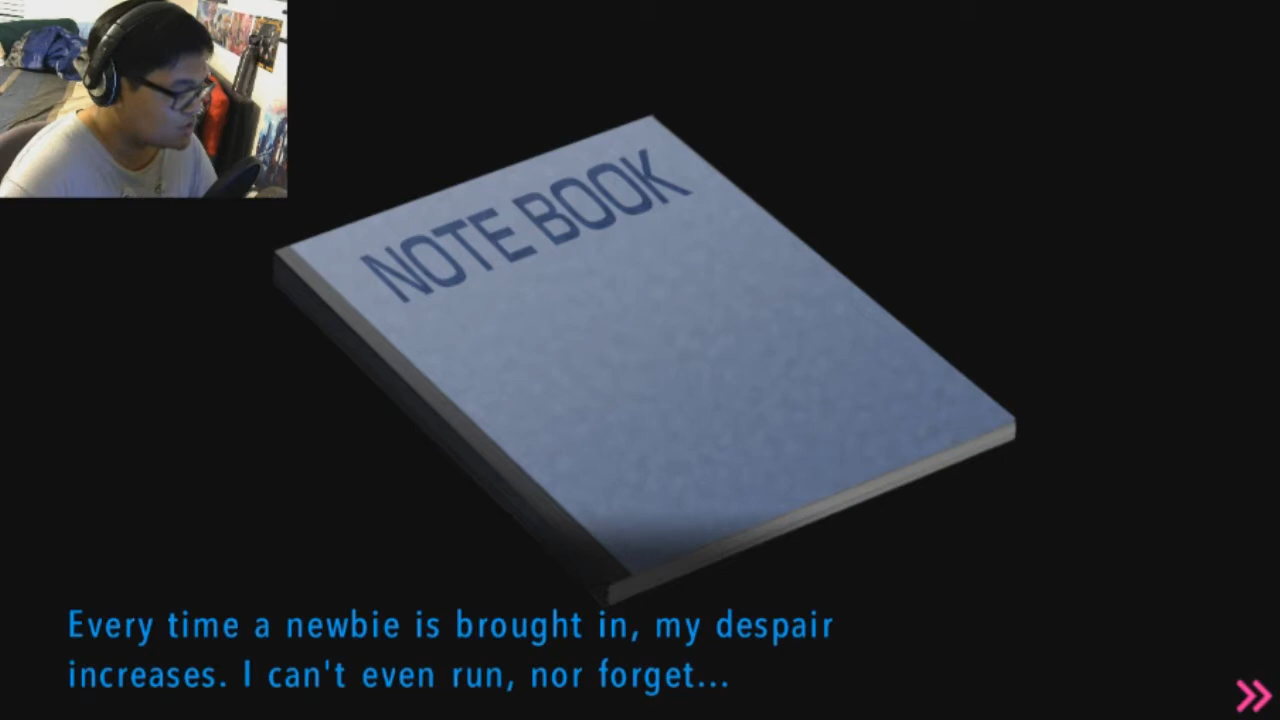 NOTE BOOK
Every time a newbie is brought in, my despair
increases. I can't even run, nor forget...